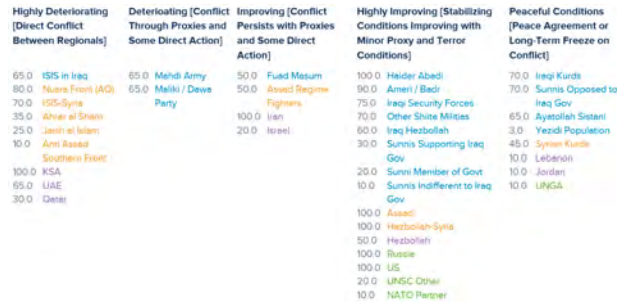 Highly Deteriorating
[Direct Conflict
Between Regionals]
65.0 ISIS in Iraq
80.0 Nusra Front (AQ)
70.0 ISIS-Syria
35.0 Ahrar al Sham
25.0 Jaish al Islam
10.0 Anti Assad
Southern Front
100.0 KSA
65.0 UAE
30.0 Qatar
Deterioating [Conflict
Through Proxies and
Some Direct Action]
65.0 Mahdi Army
65.0 Maliki / Dawa
Party
Improving [Conflict
Persists with Proxies
and Some Direct
Action]
50.0 Fuad Masum
50.0 Assad Regime
Fighters
100.0 Iran
20.0 Israel
Highly Improving [Stabilizing
Conditions Improving with
Minor Proxy and Terror
Conditions]
100.0 Haider Abadi
90.0 Ameri / Badr
75.0 Iraqi Security Forces
70.0 Other Shiite Militias
60.0 Iraq Hezbollah
30.0 Sunnis Supporting Iraq
Gov
20.0 Sunni Member of Govt
10.0 Sunnis Indifferent to Iraq
Gov
100.0 Assad
100.0 Hezbollah-Syria
50.0 Hezbollah
100.0 Russia
100.0 US
20.0 UNSC Other
10.0 NATO Partner
Peaceful Conditions
[Peace Agreement or
Long-Term Freeze on
Conflict]
70.0 Iraqi Kurds
70.0 Sunnis Opposed to
Iraq Gov
65.0 Ayatollah Sistani
3.0 Yezidi Population
45.0 Syrian Kurds
10.0 Lebanon
10.0 Jordan
10.0 UNGA